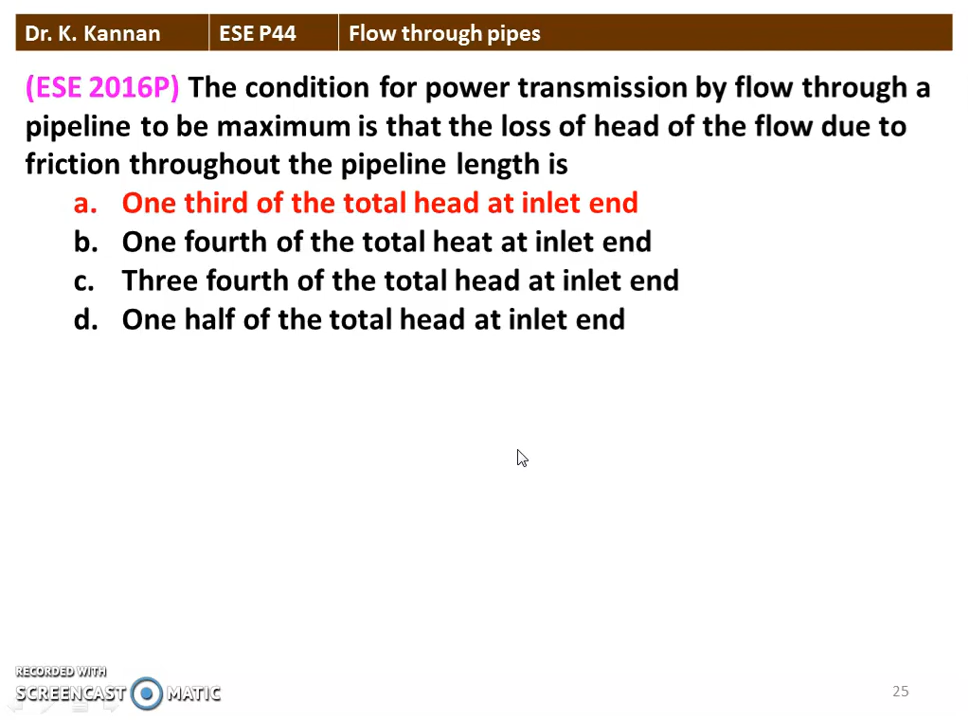 Dr. K. Kannan ESE P44 Flow through pipes
(ESE 2016P) The condition for power transmission by flow through a
pipeline to be maximum is that the loss of head of the flow due to
friction throughout the pipeline length is
a. One third of the total head at inlet end
b. One fourth of the total heat at inlet end
c. Three fourth of the total head at inlet end
d. One half of the total head at inlet end
RECORDED WITH
SCREENCAST MATIC
25